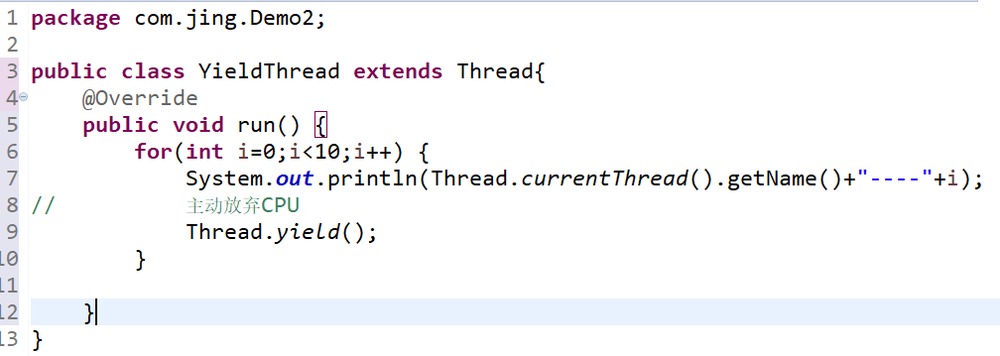 1 package com.jing.Demo2;
2
3 public class YieldThread extends Thread{
4 @Override
5 public void run() {
6 for(int i=0;i<10;i++) {
7 System.out.println(Thread.currentThread().getName()+"----"+i);
8 // 主动放弃CPU
9 Thread.yield();
10 }
11
12 }
13 }